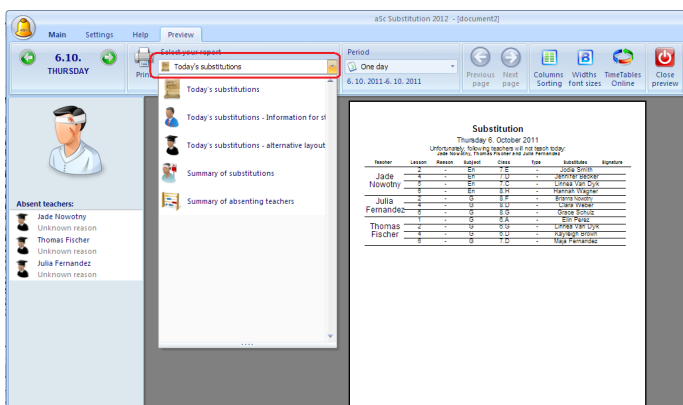 aSc Substitution 2012 - [document2]
Main Settings Help Preview
6.10.
THURSDAY
Print
Select your report
Today's substitutions
Period
One day
6. 10. 2011-6. 10. 2011
Previous page
Next page
Columns Sorting
Widths font sizes
TimeTables Online
Close preview
Today's substitutions
Today's substitutions - Information for st
Today's substitutions - alternative layout
Summary of substitutions
Summary of absenting teachers
Absent teachers:
Jade Nowotny
Unknown reason
Thomas Fischer
Unknown reason
Julia Fernandez
Unknown reason
Substitution
Thursday 6. October 2011
Unfortunately, following teachers will not teach today:
Jade Nowotny, Thomas Fischer and Julia Fernandez
Teacher Lesson Reason Subject Class Type Substitutes Signature
Jade Nowotny
2 - En 7.E - Jodie Smith
4 - En 7.D - Jennifer Becker
5 - En 7.C - Linnea Van Dyk
6 - En 8.H - Hannah Wagner
Julia Fernandez
2 - G 8.F - Brianna Nowotny
4 - G 8.D - Clara Weber
6 - G 8.G - Grace Schulz
Thomas Fischer
1 - G 6.A - Elin Perez
2 - G 6.G - Linnea Van Dyk
4 - G 6.D - Kayleigh Brown
6 - G 7.D - Maja Fernandez